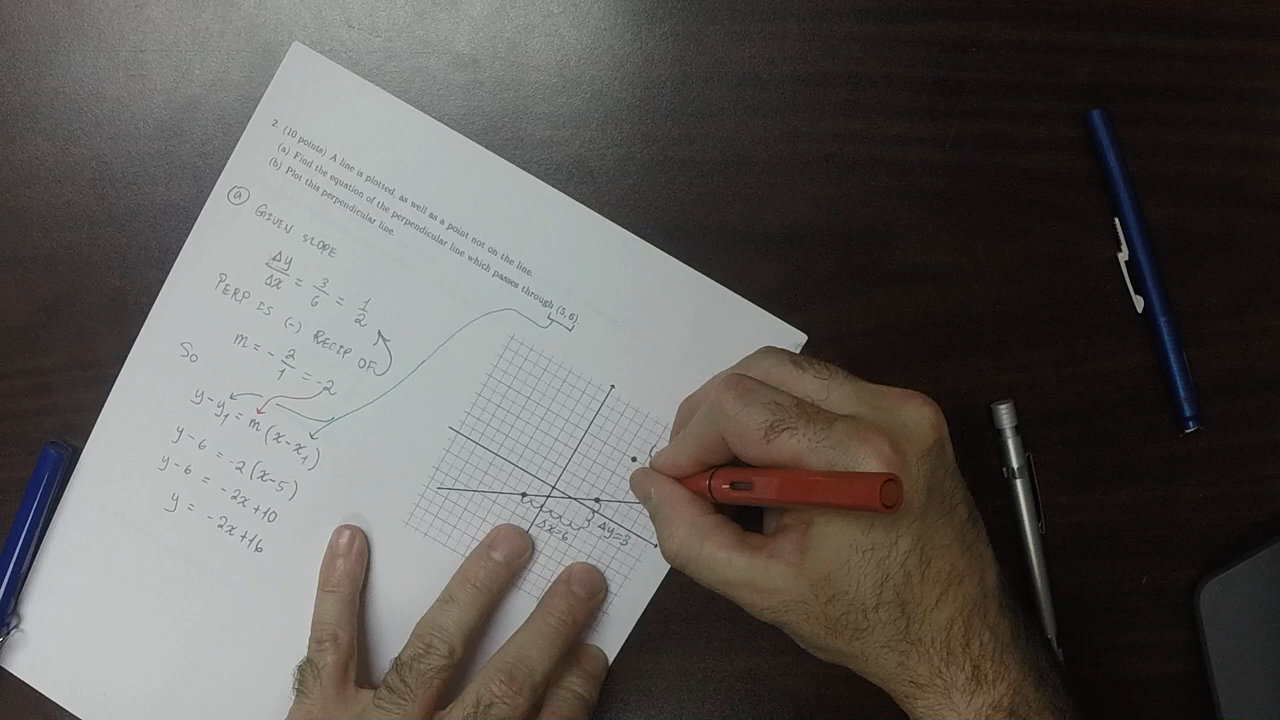 2. (10 points) A line is plotted, as well as a point not on the line.
(a) Find the equation of the perpendicular line which passes through (5,6)
(b) Plot this perpendicular line.
(a) GIVEN SLOPE
Δy/Δx = 3/6 = 1/2
PERP IS (-) RECIP OF
m = -2/1 = -2
So
y-y₁ = m(x-x₁)
y-6 = -2(x-5)
y-6 = -2x+10
y = -2x+16
Δx=6
Δy=3